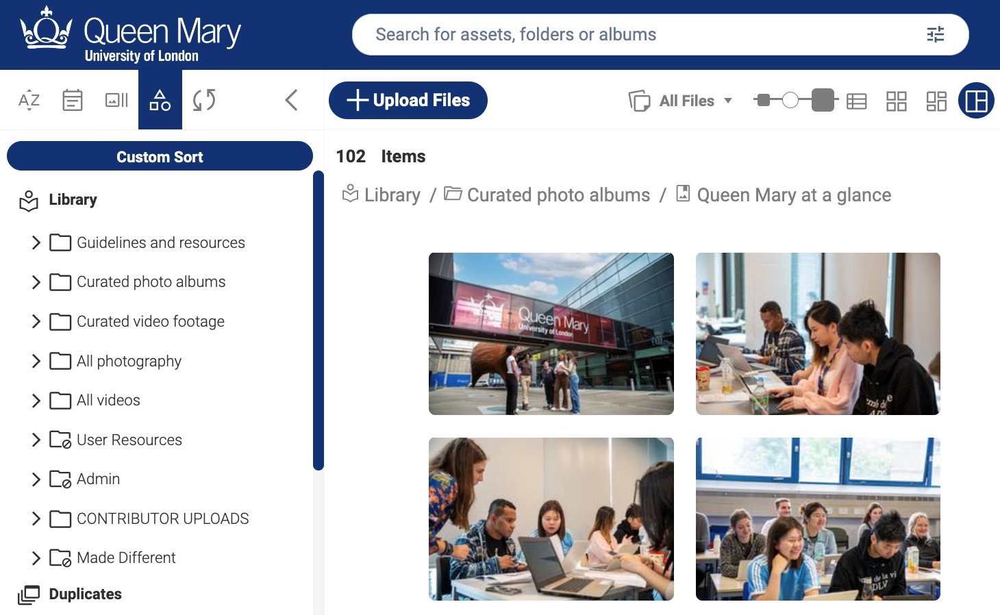 Queen Mary
University of London
Search for assets, folders or albums
AZ
Upload Files
All Files
Custom Sort
102 Items
Library
Library / Curated photo albums / Queen Mary at a glance
Guidelines and resources
Curated photo albums
Curated video footage
All photography
All videos
User Resources
Admin
CONTRIBUTOR UPLOADS
Made Different
Duplicates
Queen Mary
University of London